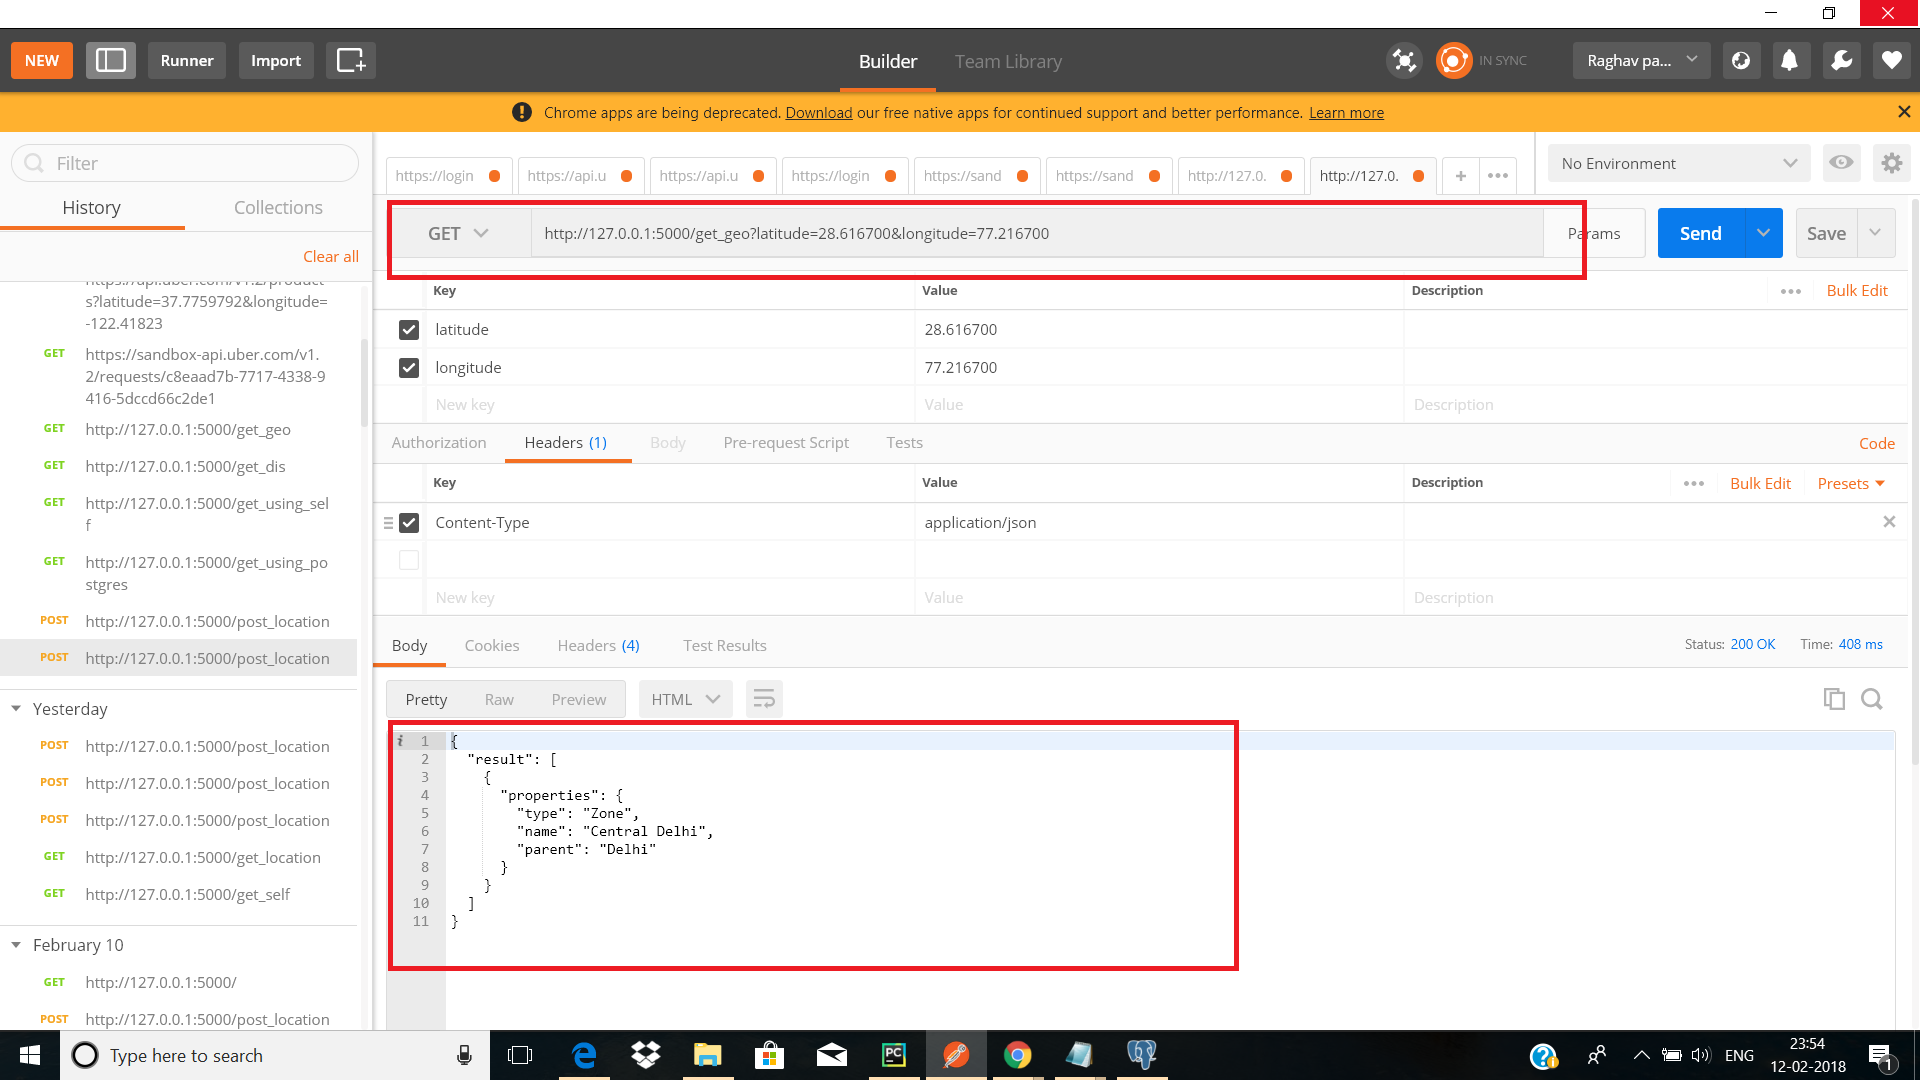 NEW
Runner
Import
Builder
Team Library
IN SYNC
Raghav pa...
Chrome apps are being deprecated. Download our free native apps for continued support and better performance. Learn more
Filter
History
Collections
Clear all
https://api.uber.com/v1.2/product
s?latitude=37.7759792&longitude=
-122.41823
GET https://sandbox-api.uber.com/v1.
2/requests/c8eaad7b-7717-4338-9
416-5dccd66c2de1
GET http://127.0.0.1:5000/get_geo
GET http://127.0.0.1:5000/get_dis
GET http://127.0.0.1:5000/get_using_sel
f
GET http://127.0.0.1:5000/get_using_po
stgres
POST http://127.0.0.1:5000/post_location
POST http://127.0.0.1:5000/post_location
Yesterday
POST http://127.0.0.1:5000/post_location
POST http://127.0.0.1:5000/post_location
POST http://127.0.0.1:5000/post_location
GET http://127.0.0.1:5000/get_location
GET http://127.0.0.1:5000/get_self
February 10
GET http://127.0.0.1:5000/
POST http://127.0.0.1:5000/post_location
https://login
https://api.u
https://api.u
https://login
https://sand
https://sand
http://127.0.
http://127.0.
+
•••
No Environment
GET
http://127.0.0.1:5000/get_geo?latitude=28.616700&longitude=77.216700
Params
Send
Save
Key Value Description ••• Bulk Edit
latitude 28.616700
longitude 77.216700
New key Value Description
Authorization Headers (1) Body Pre-request Script Tests Code
Key Value Description ••• Bulk Edit Presets
Content-Type application/json
New key Value Description
Body Cookies Headers (4) Test Results Status: 200 OK Time: 408 ms
Pretty Raw Preview HTML
i 1 {
2 "result": [
3 {
4 "properties": {
5 "type": "Zone",
6 "name": "Central Delhi",
7 "parent": "Delhi"
8 }
9 }
10 ]
11 }
Type here to search
PC
ENG
23:54
12-02-2018
1